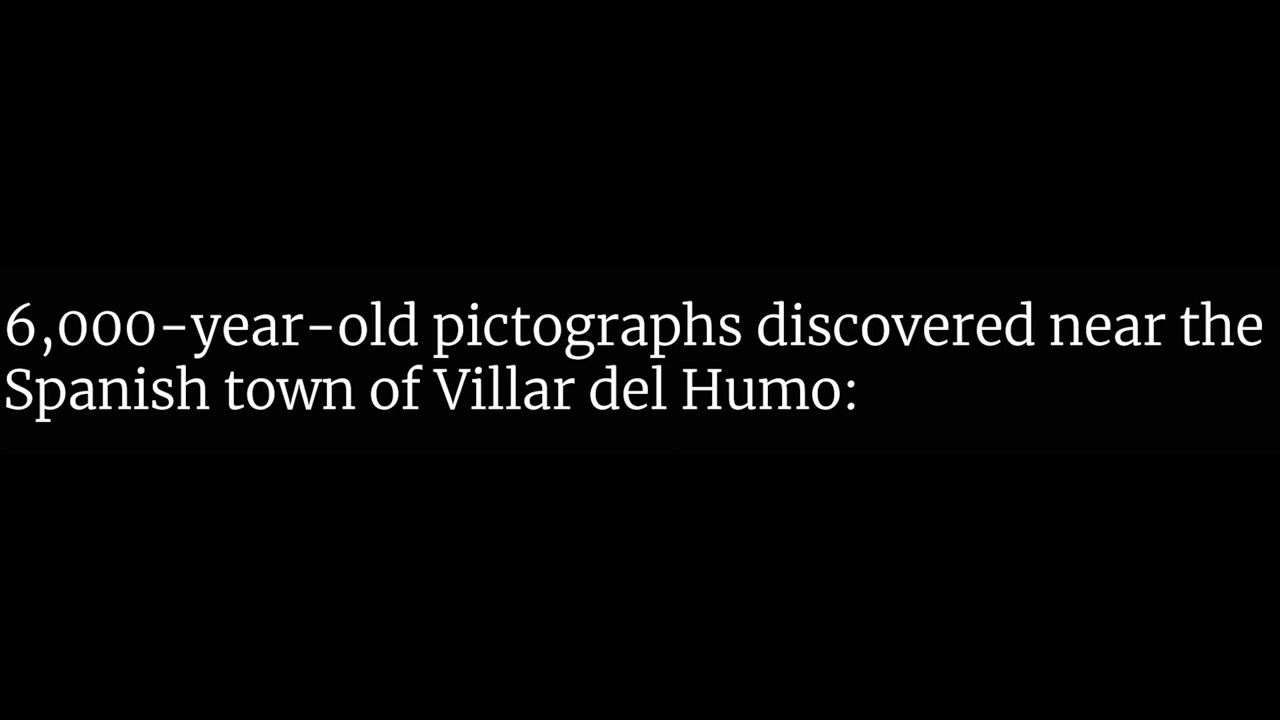 6,000-year-old pictographs discovered near the
Spanish town of Villar del Humo: